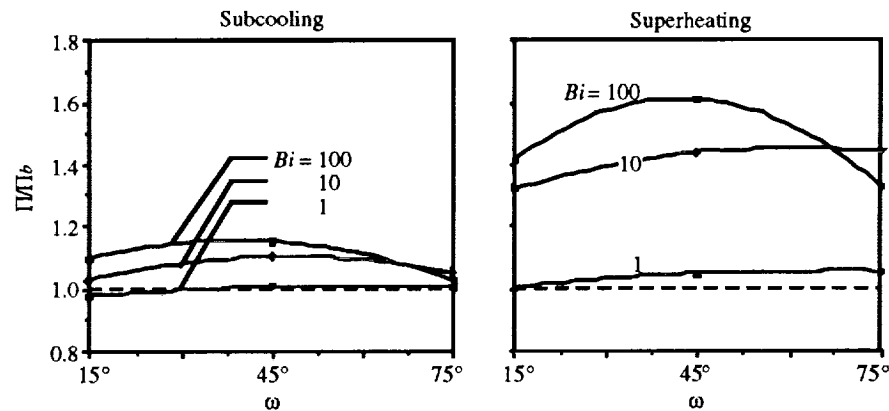 Subcooling
Superheating
1.8
1.6
1.4
1.2
1.0
0.8
Π/Πb
Bi = 100
10
1
15°
45°
75°
ω
Bi = 100
10
1
15°
45°
75°
ω